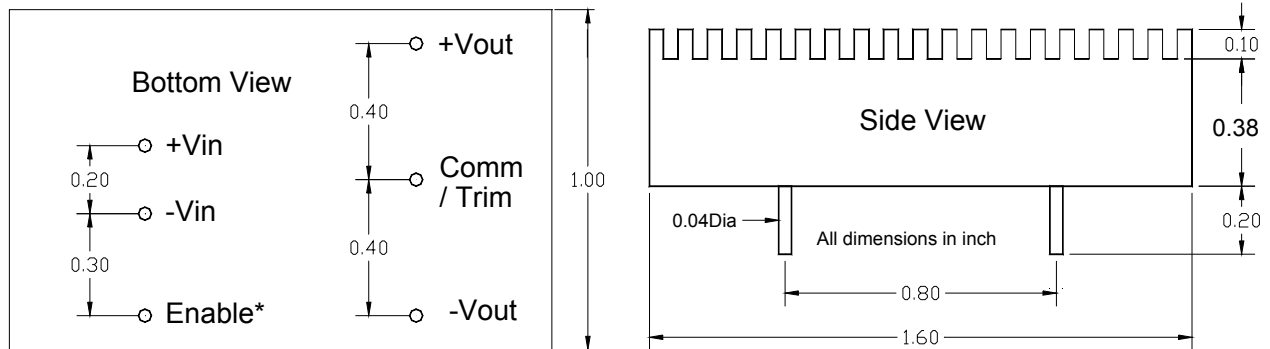 +Vout
Bottom View
0.40
+Vin
0.20
Comm
/ Trim
-Vin
0.40
0.30
Enable*
-Vout
1.00
0.10
Side View
0.38
0.04Dia
All dimensions in inch
0.20
0.80
1.60